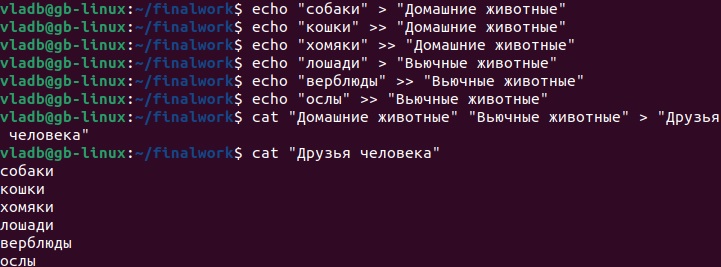 vladb@gb-linux:~/finalwork$ echo "собаки" > "Домашние животные"
vladb@gb-linux:~/finalwork$ echo "кошки" >> "Домашние животные"
vladb@gb-linux:~/finalwork$ echo "хомяки" >> "Домашние животные"
vladb@gb-linux:~/finalwork$ echo "лошади" > "Вьючные животные"
vladb@gb-linux:~/finalwork$ echo "верблюды" >> "Вьючные животные"
vladb@gb-linux:~/finalwork$ echo "ослы" >> "Вьючные животные"
vladb@gb-linux:~/finalwork$ cat "Домашние животные" "Вьючные животные" > "Друзья
 человека"
vladb@gb-linux:~/finalwork$ cat "Друзья человека"
собаки
кошки
хомяки
лошади
верблюды
ослы